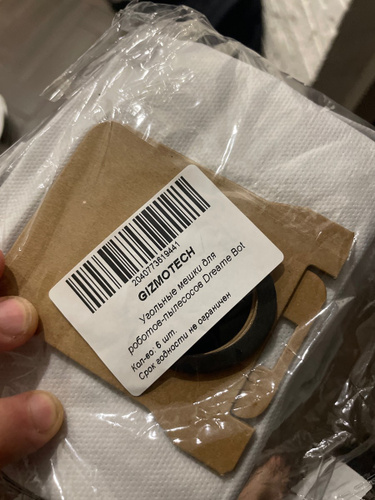 2040773619441
GIZMOTECH
Угольные мешки для
роботов-пылесосов Dreame Bot
Кол-во: 6 шт.
Срок годности не ограничен